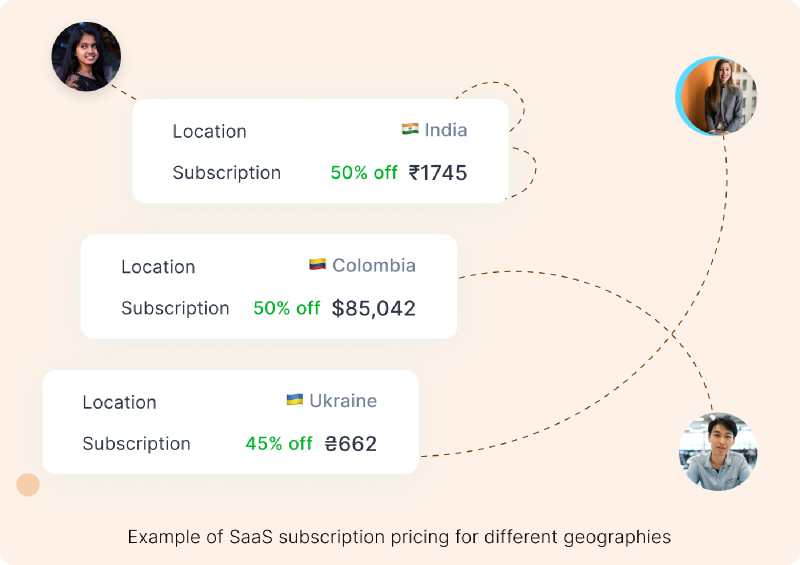 Location India
Subscription 50% off ₹1745
Location Colombia
Subscription 50% off $85,042
Location Ukraine
Subscription 45% off ₴662
Example of SaaS subscription pricing for different geographies